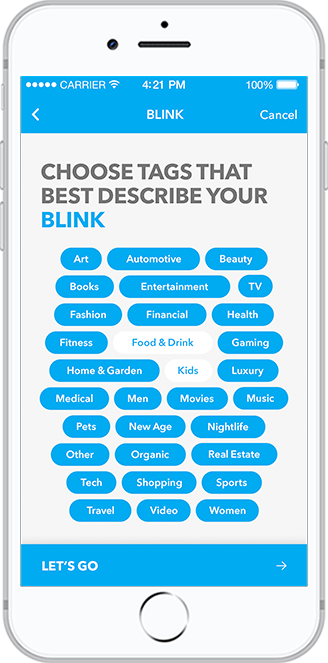 CARRIER 4:21 PM 100%
BLINK Cancel
CHOOSE TAGS THAT
BEST DESCRIBE YOUR
BLINK
Art Automotive Beauty
Books Entertainment TV
Fashion Financial Health
Fitness Food & Drink Gaming
Home & Garden Kids Luxury
Medical Men Movies Music
Pets New Age Nightlife
Other Organic Real Estate
Tech Shopping Sports
Travel Video Women
LET'S GO